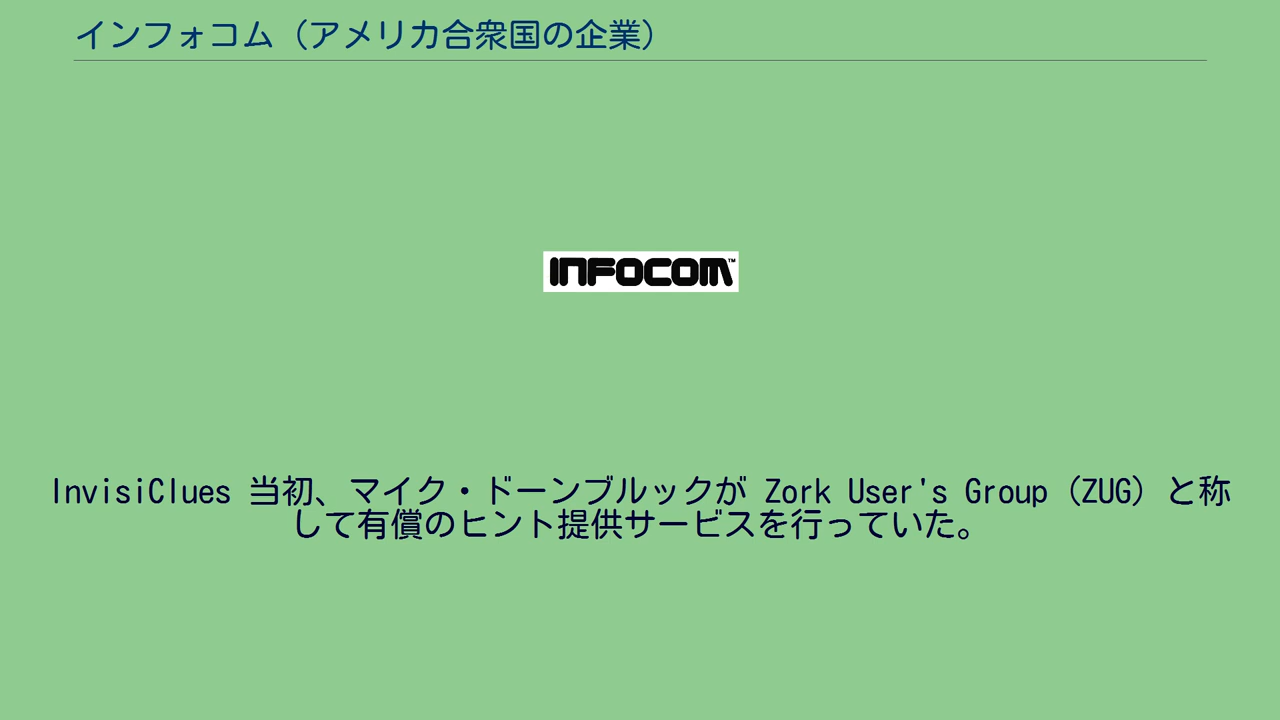 インフォコム（アメリカ合衆国の企業）
INFOCOM™
InvisiClues 当初、マイク・ドーンブルックが Zork User's Group（ZUG）と称
して有償のヒント提供サービスを行っていた。